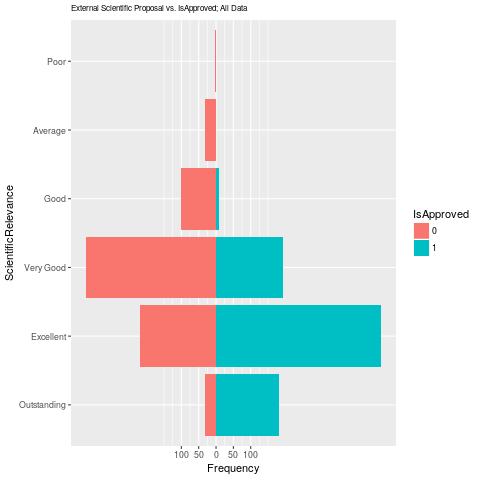 External Scientific Proposal vs. IsApproved; All Data
Poor
Average
Good
Very Good
Excellent
Outstanding
ScientificRelevance
100 50 0 50 100
Frequency
IsApproved
0
1